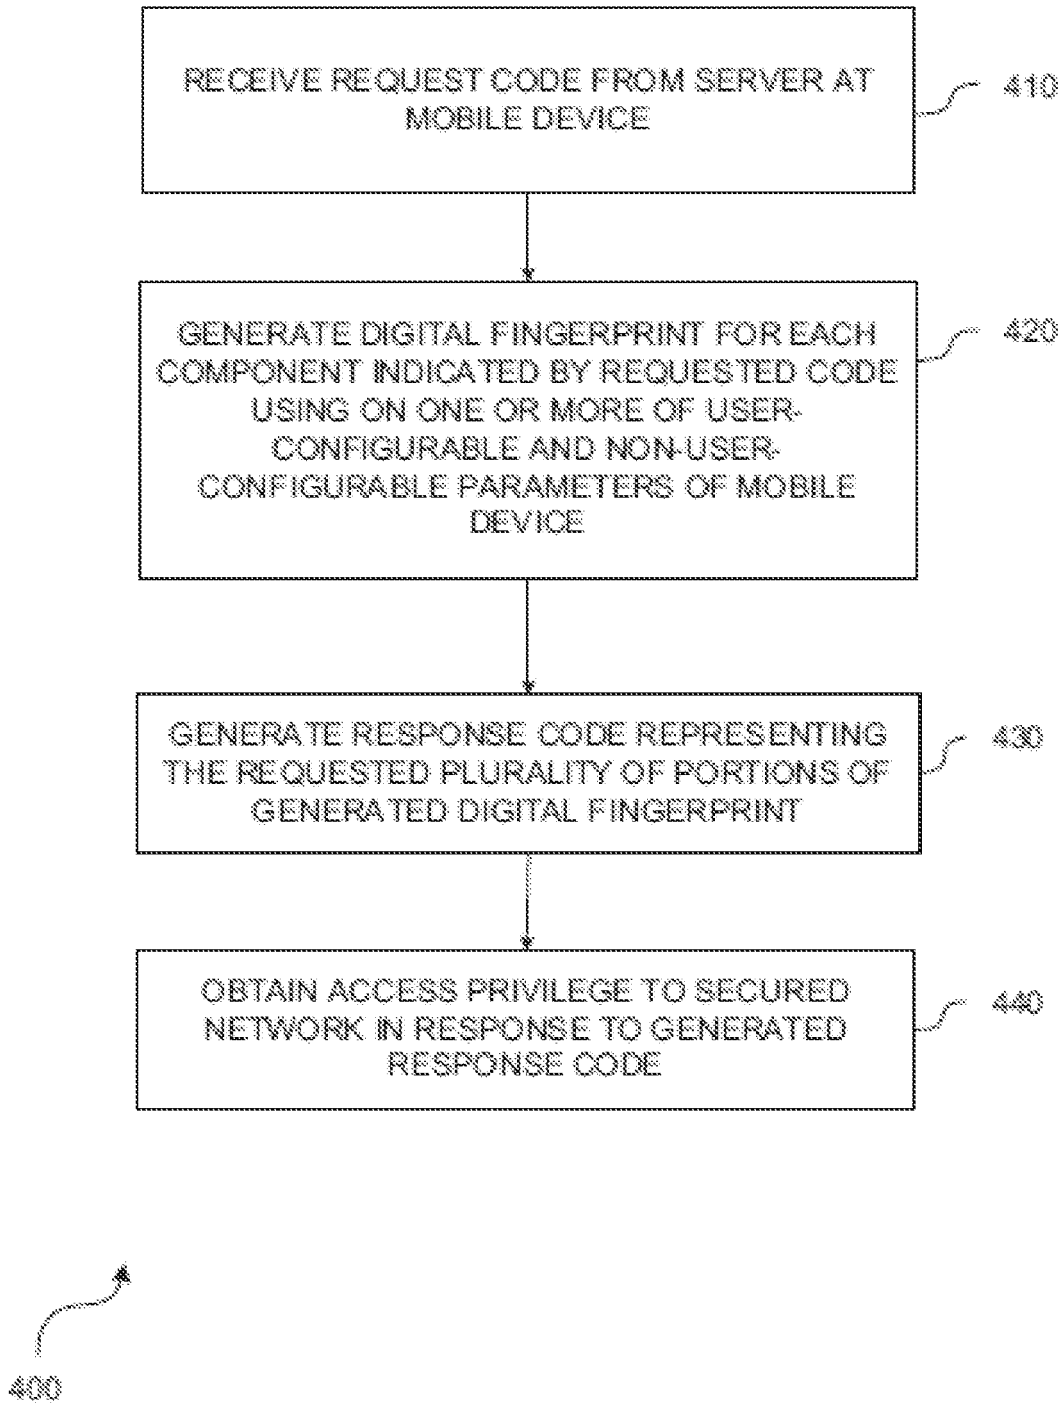 RECEIVE REQUEST CODE FROM SERVER AT
MOBILE DEVICE
410
GENERATE DIGITAL FINGERPRINT FOR EACH
COMPONENT INDICATED BY REQUESTED CODE
USING ON ONE OR MORE OF USER-
CONFIGURABLE AND NON-USER-
CONFIGURABLE PARAMETERS OF MOBILE
DEVICE
420
GENERATE RESPONSE CODE REPRESENTING
THE REQUESTED PLURALITY OF PORTIONS OF
GENERATED DIGITAL FINGERPRINT
430
OBTAIN ACCESS PRIVILEGE TO SECURED
NETWORK IN RESPONSE TO GENERATED
RESPONSE CODE
440
400